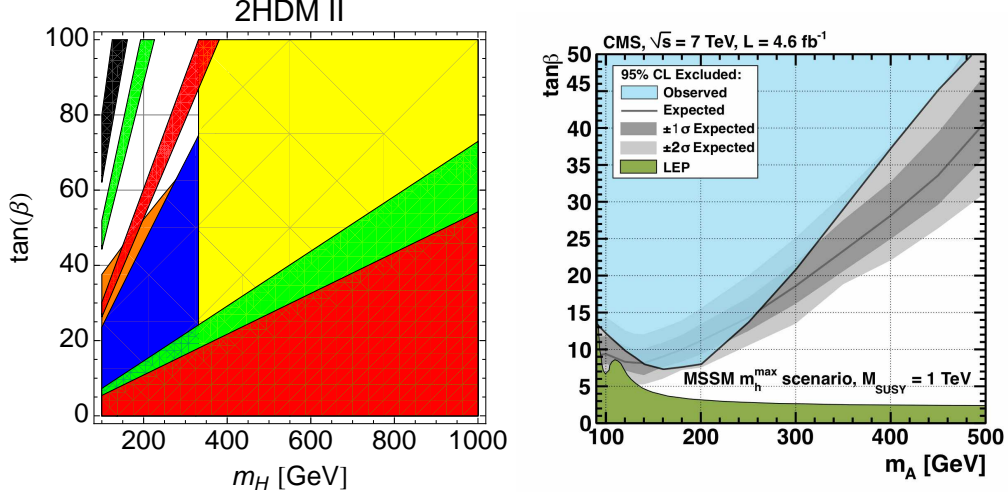 2HDM II
100
80
60
40
20
0
tan(β)
200 400 600 800 1000
m_H [GeV]
CMS, √s = 7 TeV, L = 4.6 fb⁻¹
tanβ
50
45
40
35
30
25
20
15
10
5
0
95% CL Excluded:
Observed
Expected
±1σ Expected
±2σ Expected
LEP
MSSM m_h^max scenario, M_SUSY = 1 TeV
100 200 300 400 500
m_A [GeV]